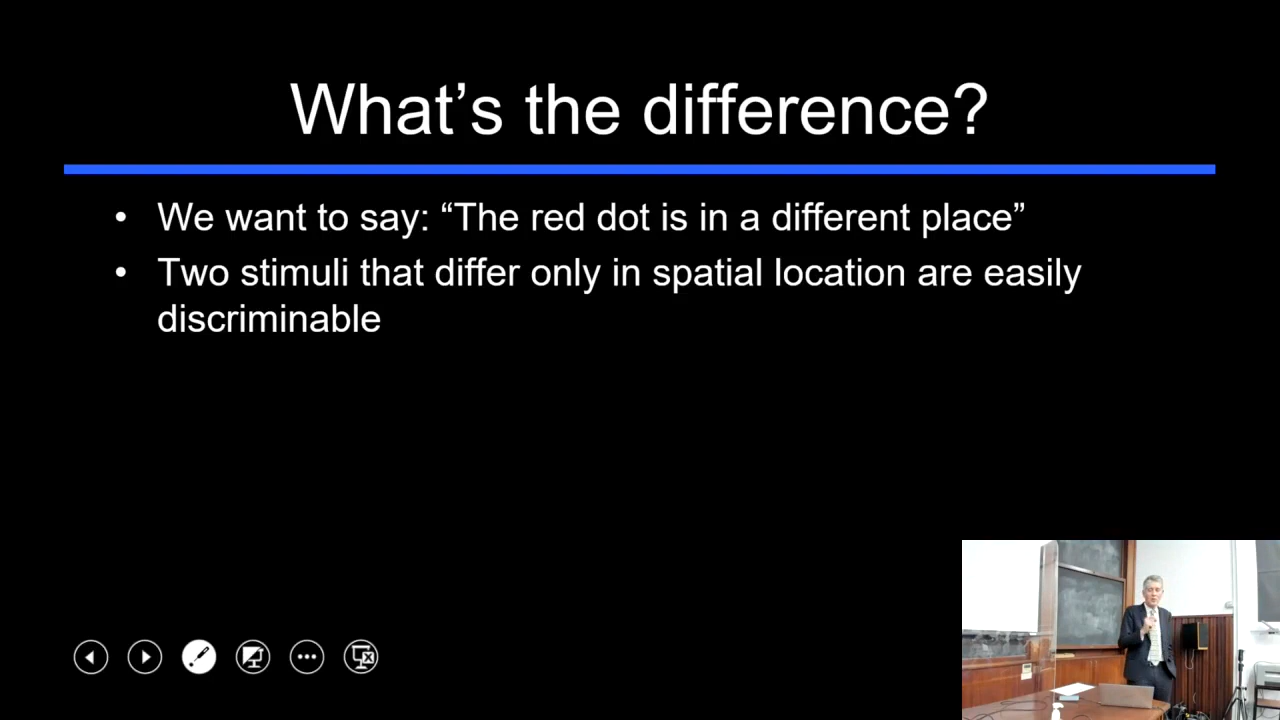 What’s the difference?
• We want to say: “The red dot is in a different place”
• Two stimuli that differ only in spatial location are easily
discriminable